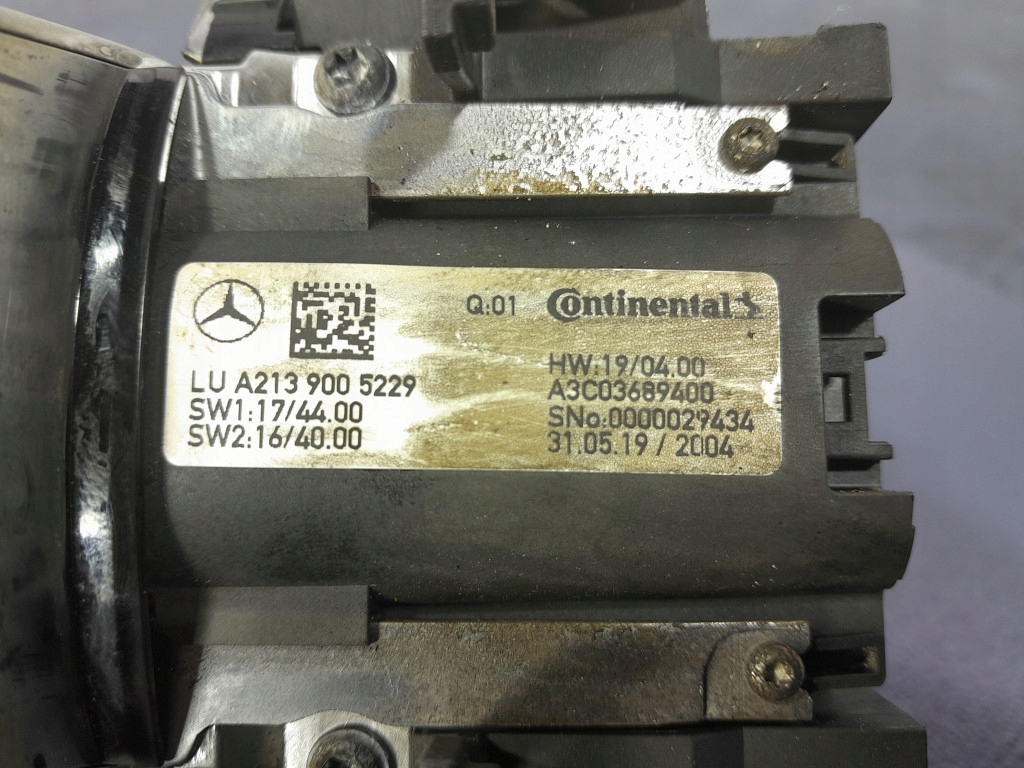 Q:01 Continental
LU A213 900 5229
SW1:17/44.00
SW2:16/40.00
HW:19/04.00
A3C03689400
SNo:0000029434
31.05.19 / 2004